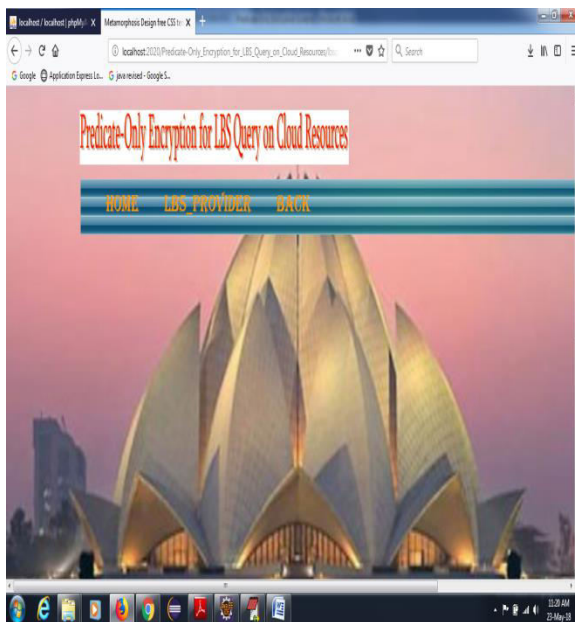 localhost / localhost | phpMyA X
Metamorphosis Design free CSS te X
localhost:2020/Predicate-Only_Encryption_for_LBS_Query_on_Cloud_Resources/
Search
Google
Application Express Lo...
java revised - Google S...
Predicate-Only Encryption for LBS Query on Cloud Resources
HOME LBS_PROVIDER BACK
11:20 AM
23-May-18